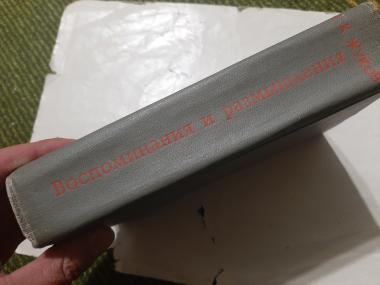 Воспоминания и размышления